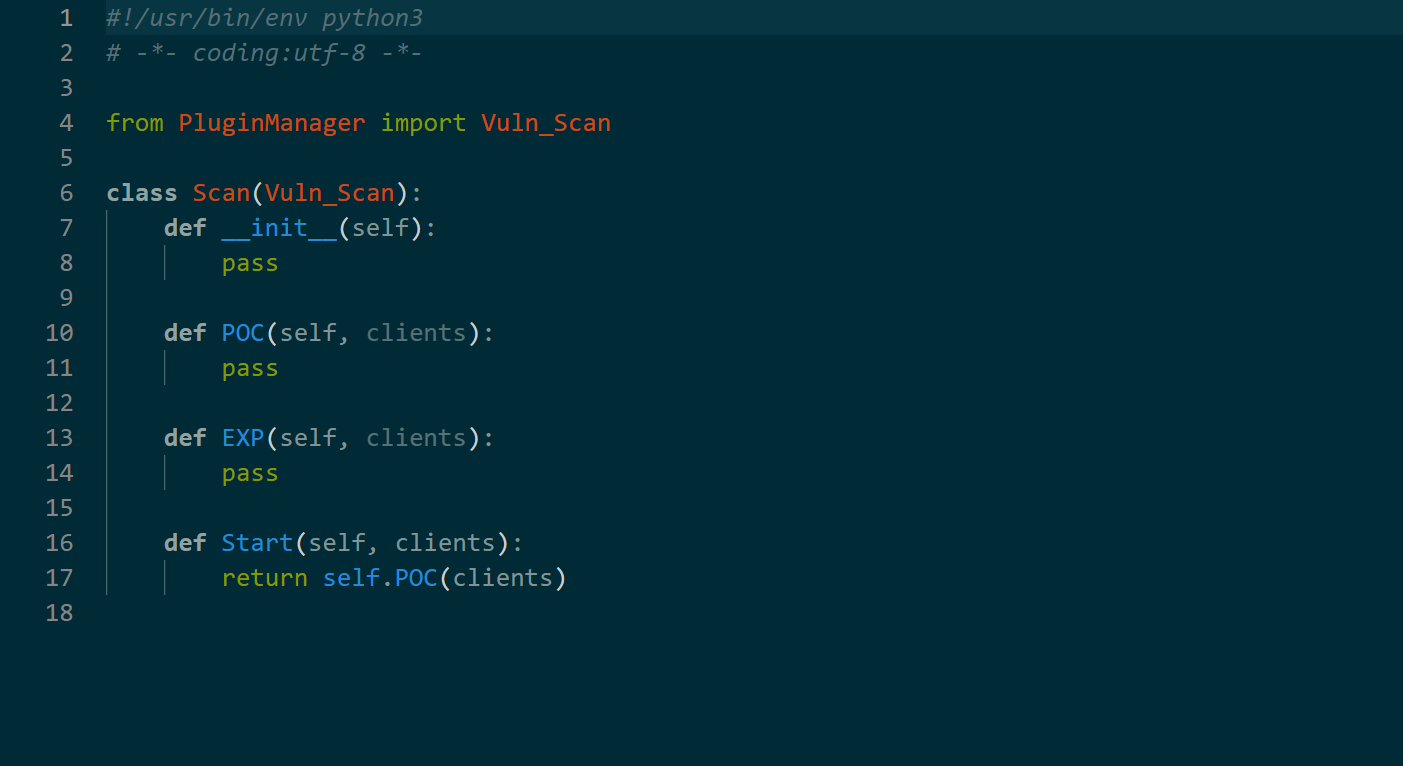 1 #!/usr/bin/env python3
2 # -*- coding:utf-8 -*-
3
4 from PluginManager import Vuln_Scan
5
6 class Scan(Vuln_Scan):
7     def __init__(self):
8         pass
9
10     def POC(self, clients):
11         pass
12
13     def EXP(self, clients):
14         pass
15
16     def Start(self, clients):
17         return self.POC(clients)
18